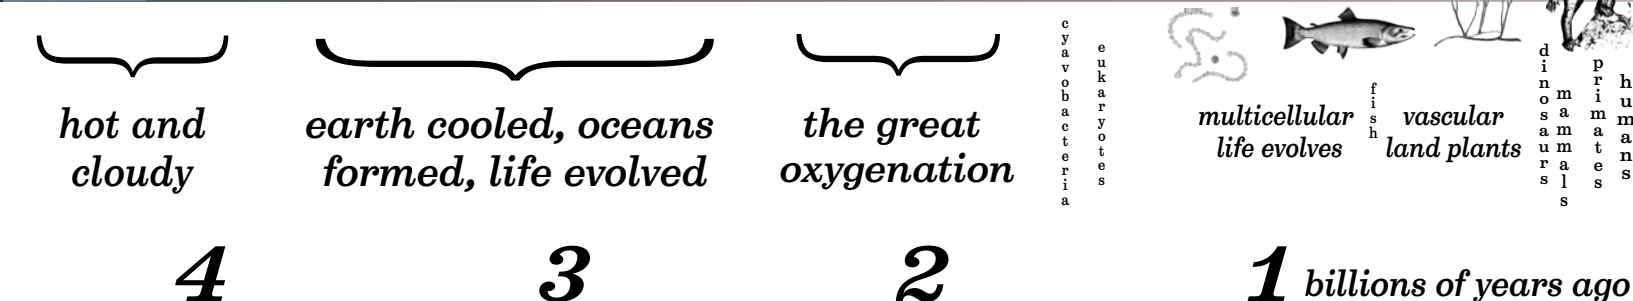 hot and
cloudy
earth cooled, oceans
formed, life evolved
the great
oxygenation
cyavobacteria
eukaryotes
multicellular
life evolves
fish
vascular
land plants
dinosaurs
mammals
primates
humans
4 3 2 1 billions of years ago